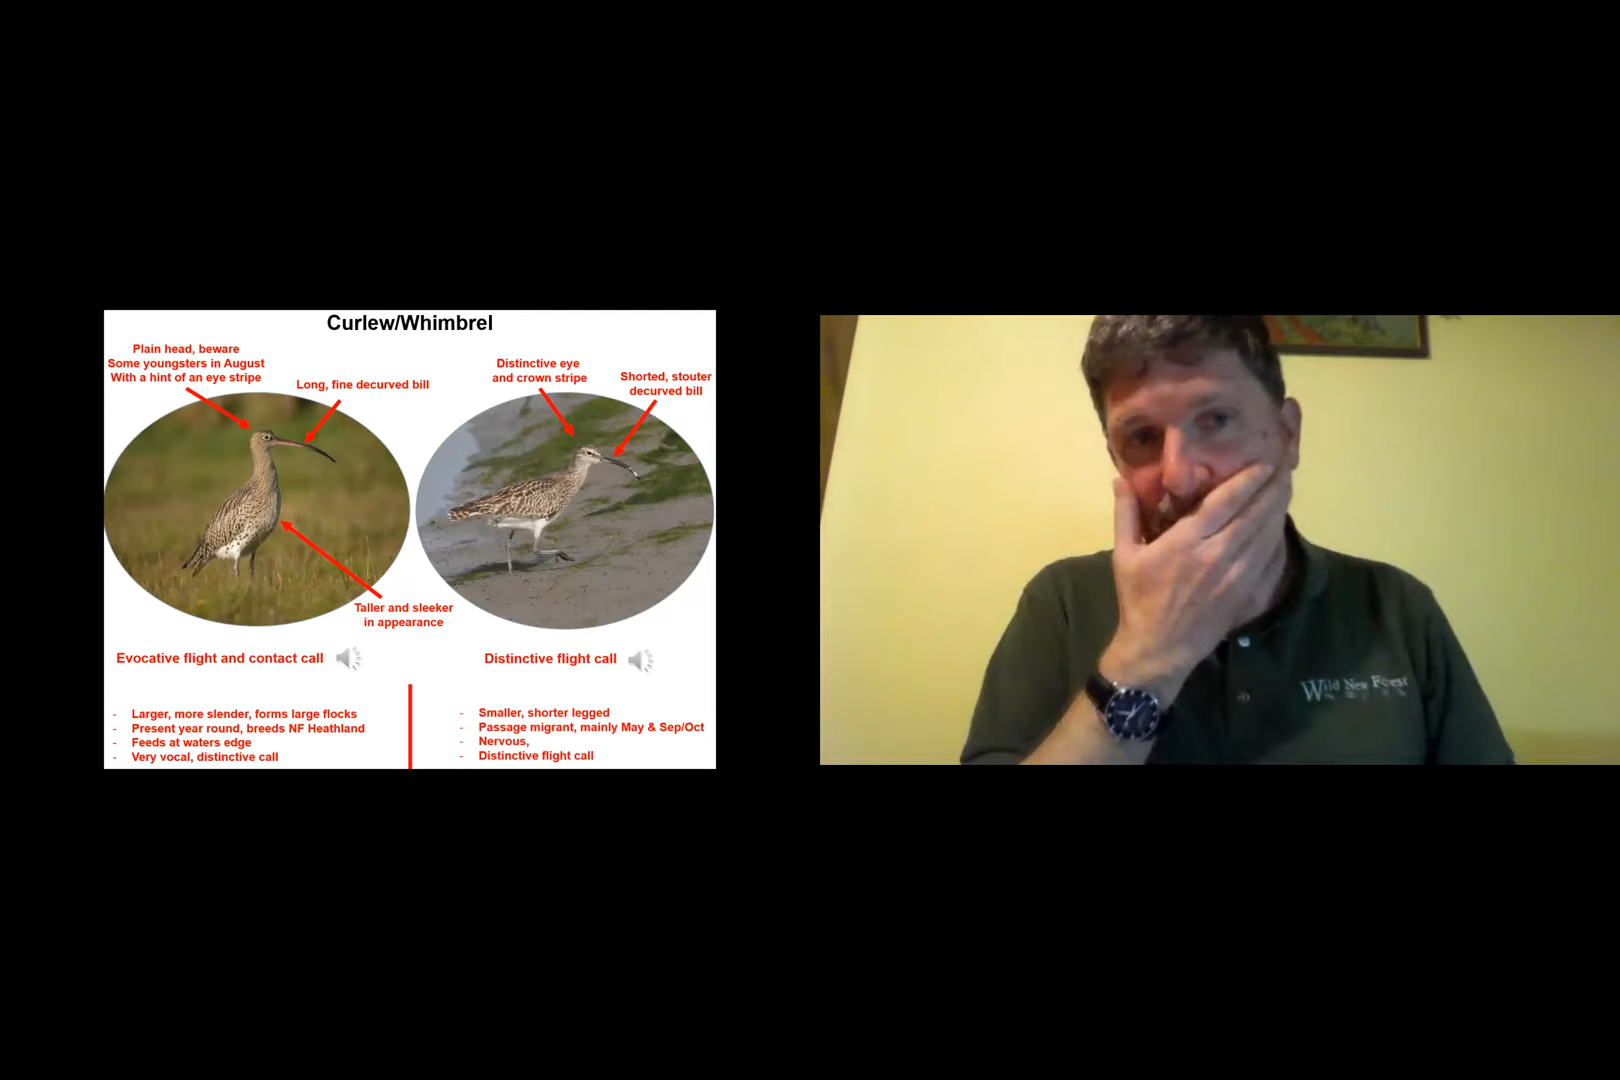 Curlew/Whimbrel
Plain head, beware
Some youngsters in August
With a hint of an eye stripe
Long, fine decurved bill
Distinctive eye
and crown stripe
Shorted, stouter
decurved bill
Taller and sleeker
in appearance
Evocative flight and contact call
Distinctive flight call
- Larger, more slender, forms large flocks
- Present year round, breeds NF Heathland
- Feeds at waters edge
- Very vocal, distinctive call
- Smaller, shorter legged
- Passage migrant, mainly May & Sep/Oct
- Nervous,
- Distinctive flight call
Wild New Forest